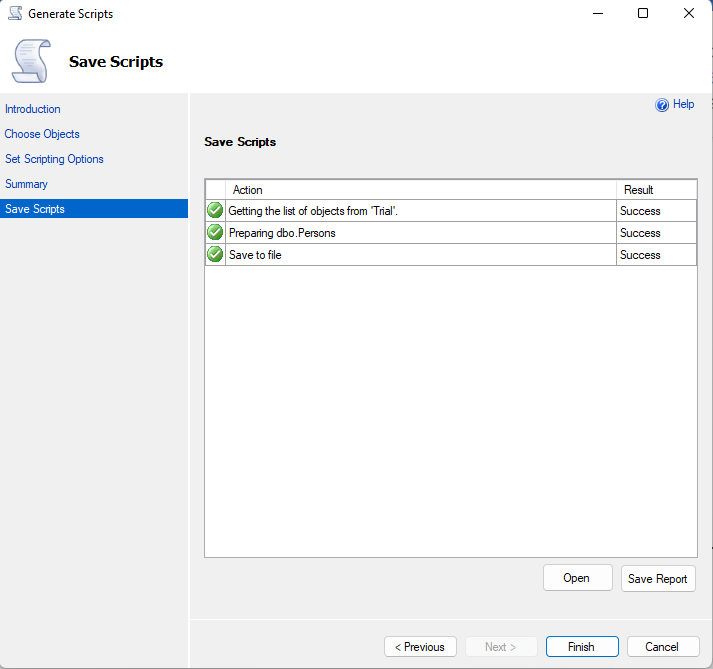 Generate Scripts
Save Scripts
Introduction
Choose Objects
Set Scripting Options
Summary
Save Scripts
Help
Save Scripts
Action Result
Getting the list of objects from 'Trial'. Success
Preparing dbo.Persons Success
Save to file Success
Open Save Report
< Previous Next > Finish Cancel